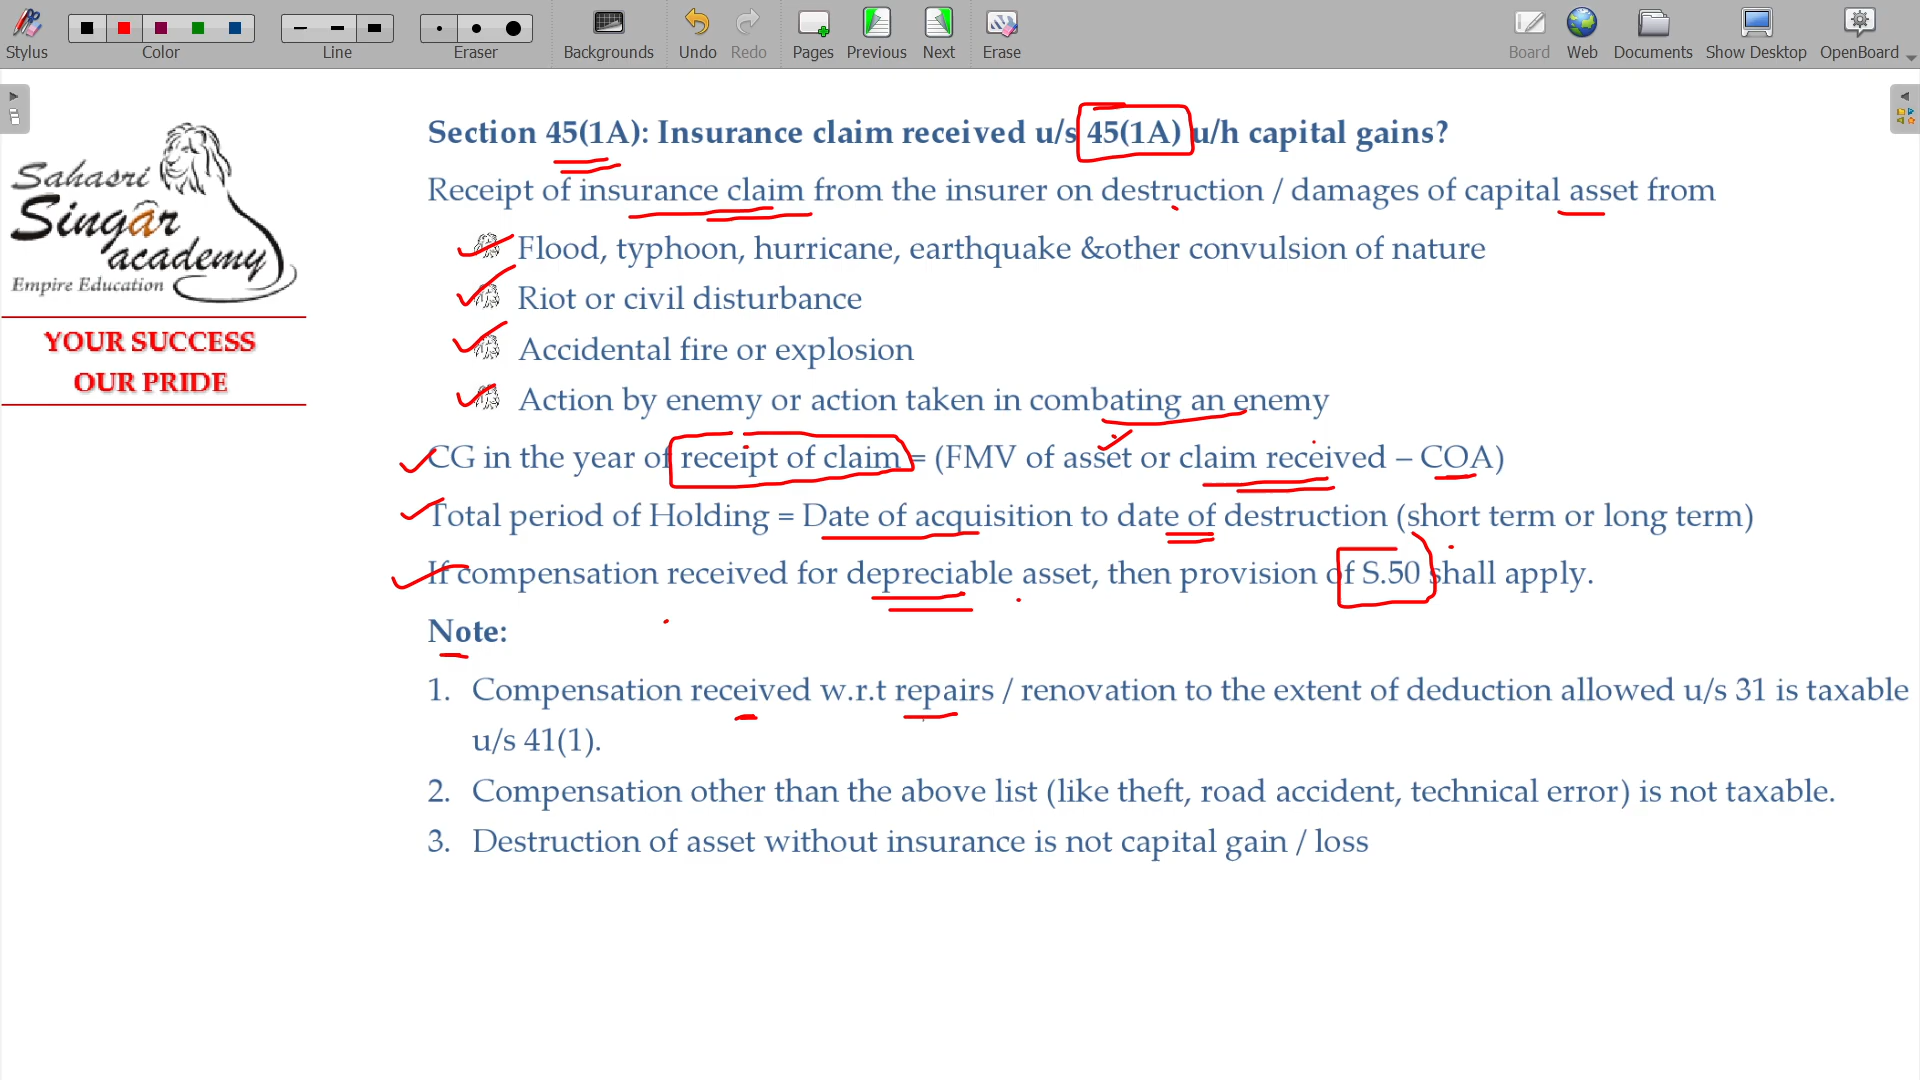 Stylus
Color
Line
Eraser
Backgrounds
Undo
Redo
Pages
Previous
Next
Erase
Board
Web
Documents
Show Desktop
OpenBoard
Sahasri
Singar
academy
Empire Education
YOUR SUCCESS
OUR PRIDE
Section 45(1A): Insurance claim received u/s 45(1A) u/h capital gains?
Receipt of insurance claim from the insurer on destruction / damages of capital asset from
Flood, typhoon, hurricane, earthquake &other convulsion of nature
Riot or civil disturbance
Accidental fire or explosion
Action by enemy or action taken in combating an enemy
CG in the year of receipt of claim = (FMV of asset or claim received – COA)
Total period of Holding = Date of acquisition to date of destruction (short term or long term)
If compensation received for depreciable asset, then provision of S.50 shall apply.
Note:
1. Compensation received w.r.t repairs / renovation to the extent of deduction allowed u/s 31 is taxable
u/s 41(1).
2. Compensation other than the above list (like theft, road accident, technical error) is not taxable.
3. Destruction of asset without insurance is not capital gain / loss